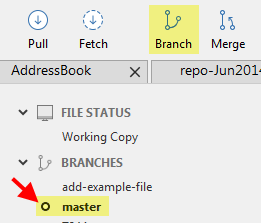 Pull Fetch Branch Merge
AddressBook repo-Jun2014
FILE STATUS
Working Copy
BRANCHES
add-example-file
master